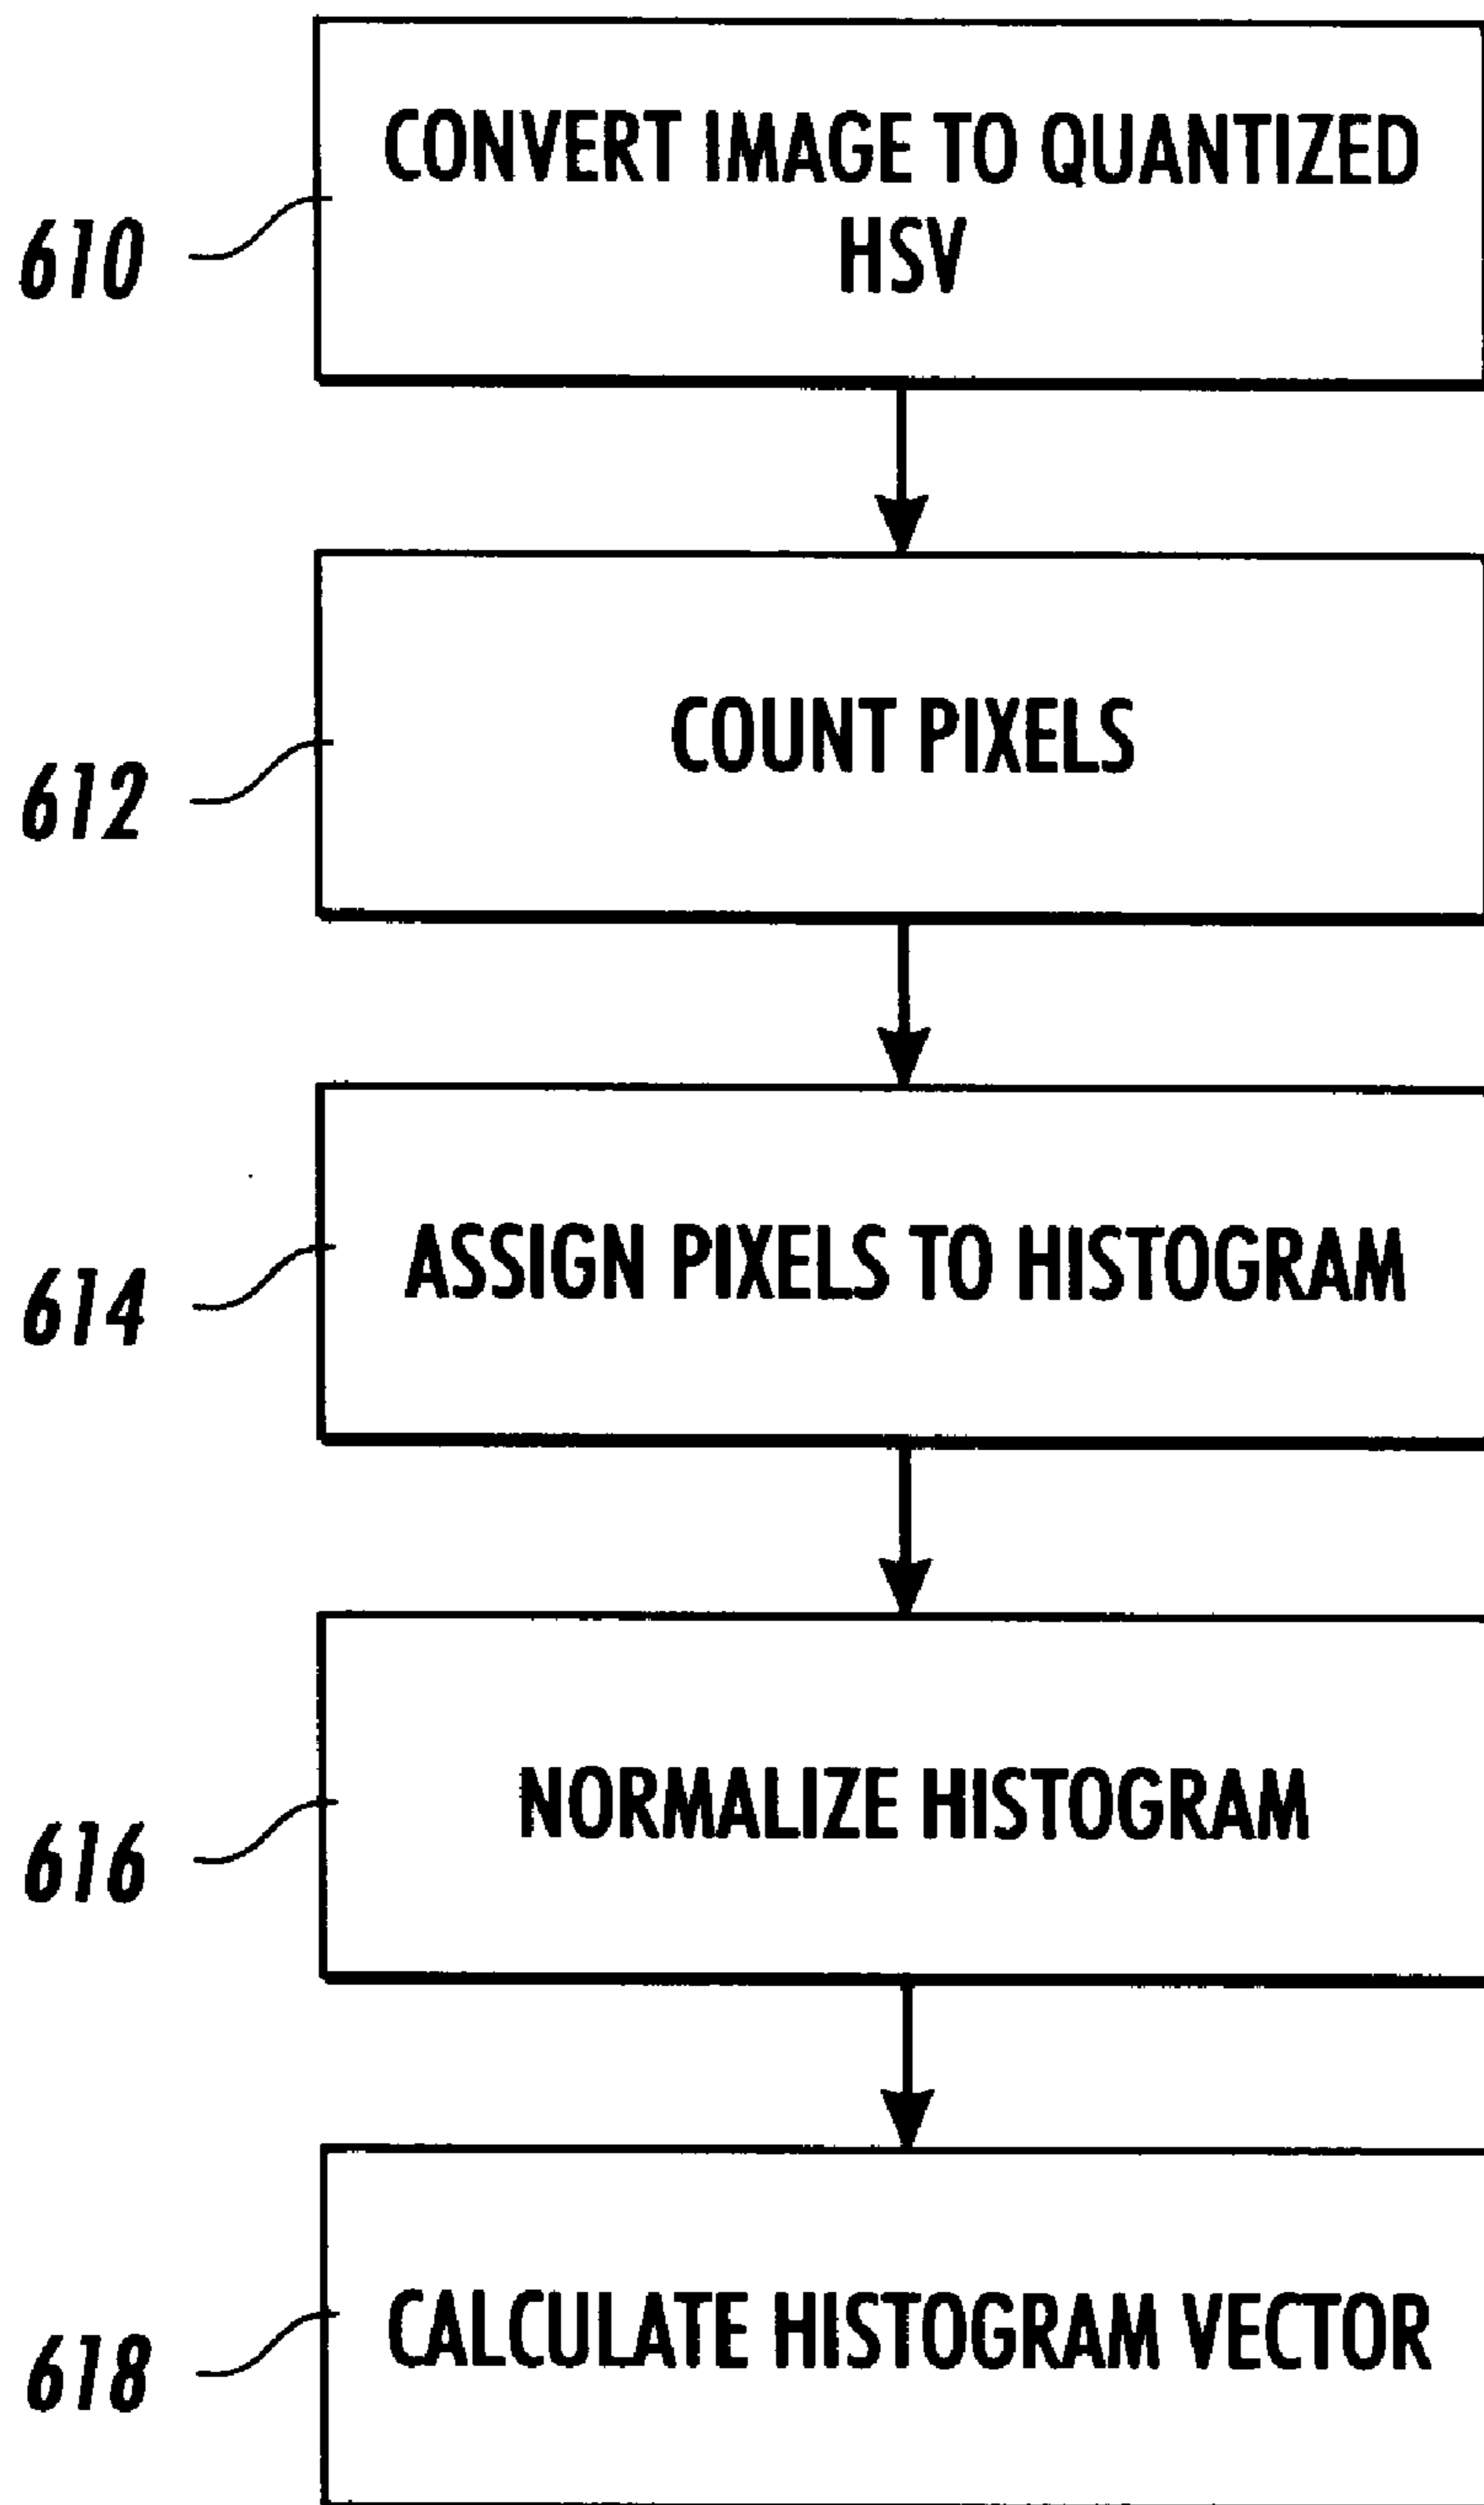 CONVERT IMAGE TO QUANTIZED
HSV
610
COUNT PIXELS
612
ASSIGN PIXELS TO HISTOGRAM
614
NORMALIZE HISTOGRAM
616
CALCULATE HISTOGRAM VECTOR
618